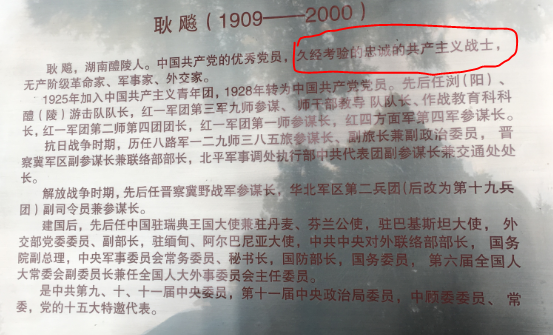 耿飚（1909——2000）
耿飚，湖南醴陵人。中国共产党的优秀党员，久经考验的忠诚的共产主义战士，
无产阶级革命家、军事家、外交家。
1925年加入中国共产主义青年团，1928年转为中国共产党党员。先后任浏（阳）、
醴（陵）游击队队长，红一军团第三军九师参谋、师干部教导队队长、作战教育科科
长，红一军团第二师第四团团长，红一军团第一师参谋长，红四方面军第四军参谋长。
抗日战争时期，历任八路军一二九师三八五旅参谋长、副旅长兼副政治委员，晋
察冀军区副参谋长兼联络部部长，北平军事调处执行部中共代表团副参谋长兼交通处处
长。
解放战争时期，先后任晋察冀野战军参谋长，华北军区第二兵团（后改为第十九兵
团）副司令员兼参谋长。
建国后，先后任中国驻瑞典王国大使兼驻丹麦、芬兰公使，驻巴基斯坦大使，外
交部党委委员、副部长，驻缅甸、阿尔巴尼亚大使，中共中央对外联络部部长，国务
院副总理，中央军事委员会常务委员、秘书长，国防部长，国务委员，第六届全国人
大常委会副委员长兼任全国人大外事委员会主任委员。
是中共第九、十、十一届中央委员，第十一届中央政治局委员，中顾委委员、常
委，党的十五大特邀代表。